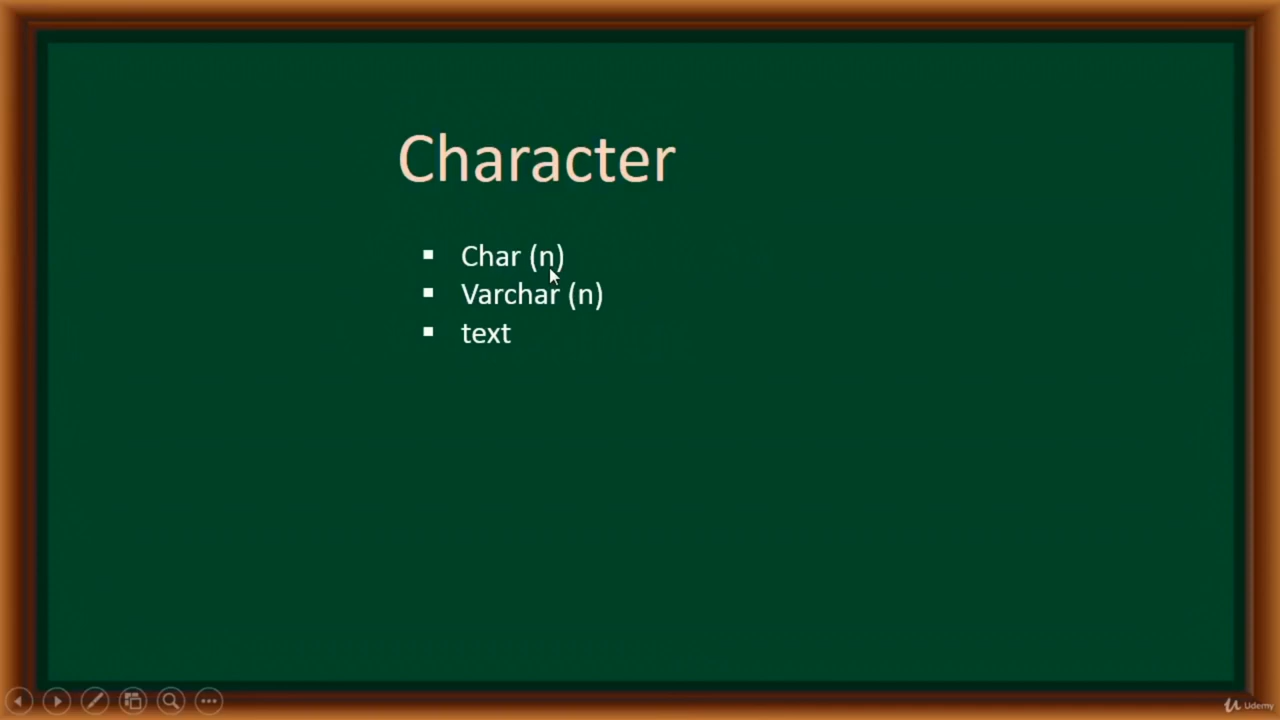 Character
▪ Char (n)
▪ Varchar (n)
▪ text
Udemy